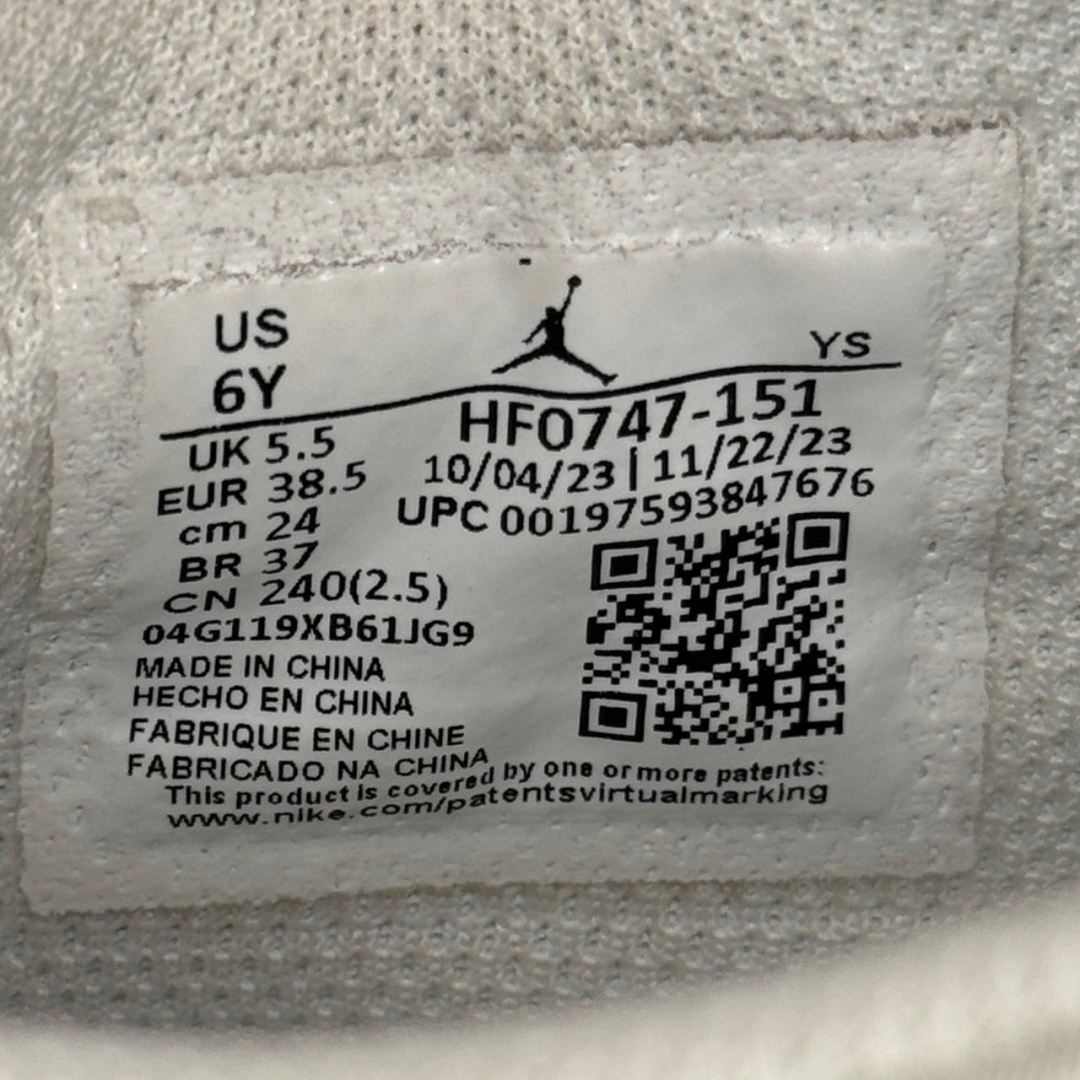 US
6Y
YS
UK 5.5
EUR 38.5
cm 24
BR 37
CN 240(2.5)
HF0747-151
10/04/23 | 11/22/23
UPC 00197593847676
04G119XB61JG9
MADE IN CHINA
HECHO EN CHINA
FABRIQUE EN CHINE
FABRICADO NA CHINA
This product is covered by one or more patents:
www.nike.com/patentsvirtualmarking